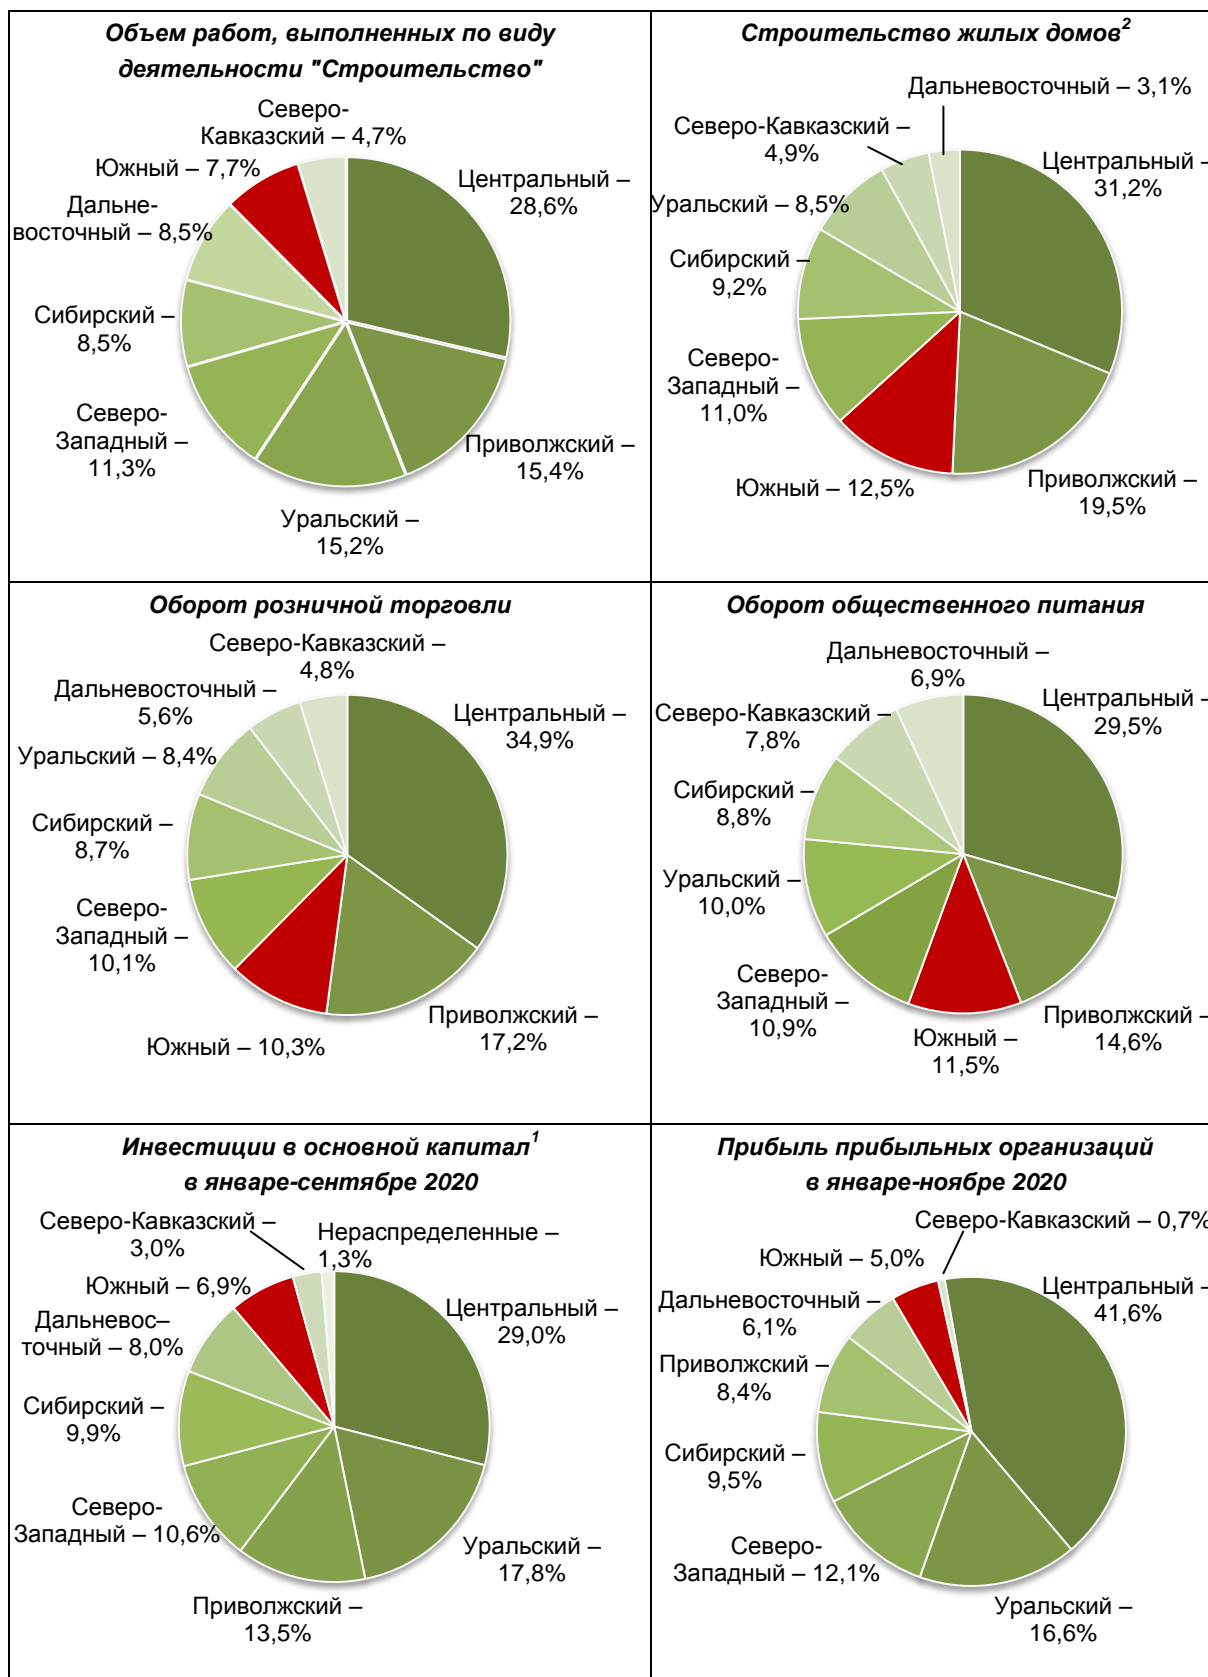 Объем работ, выполненных по виду
деятельности "Строительство"
Северо-
Кавказский – 4,7%
Южный – 7,7%
Дальне-
восточный – 8,5%
Сибирский –
8,5%
Северо-
Западный –
11,3%
Уральский –
15,2%
Приволжский –
15,4%
Центральный –
28,6%
Строительство жилых домов2
Дальневосточный – 3,1%
Северо-Кавказский –
4,9%
Уральский – 8,5%
Сибирский –
9,2%
Северо-
Западный –
11,0%
Южный – 12,5%
Приволжский –
19,5%
Центральный –
31,2%
Оборот розничной торговли
Северо-Кавказский –
4,8%
Дальневосточный –
5,6%
Уральский – 8,4%
Сибирский –
8,7%
Северо-
Западный –
10,1%
Южный – 10,3%
Приволжский –
17,2%
Центральный –
34,9%
Оборот общественного питания
Дальневосточный –
6,9%
Северо-Кавказский –
7,8%
Сибирский –
8,8%
Уральский –
10,0%
Северо-
Западный –
10,9%
Южный –
11,5%
Приволжский –
14,6%
Центральный –
29,5%
Инвестиции в основной капитал1
в январе-сентябре 2020
Северо-Кавказский –
3,0%
Нераспределенные –
1,3%
Южный – 6,9%
Дальневос–
точный – 8,0%
Сибирский –
9,9%
Северо-
Западный – 10,6%
Приволжский –
13,5%
Уральский –
17,8%
Центральный –
29,0%
Прибыль прибыльных организаций
в январе-ноябре 2020
Северо-Кавказский – 0,7%
Южный – 5,0%
Дальневосточный –
6,1%
Приволжский –
8,4%
Сибирский –
9,5%
Северо-
Западный – 12,1%
Уральский –
16,6%
Центральный –
41,6%